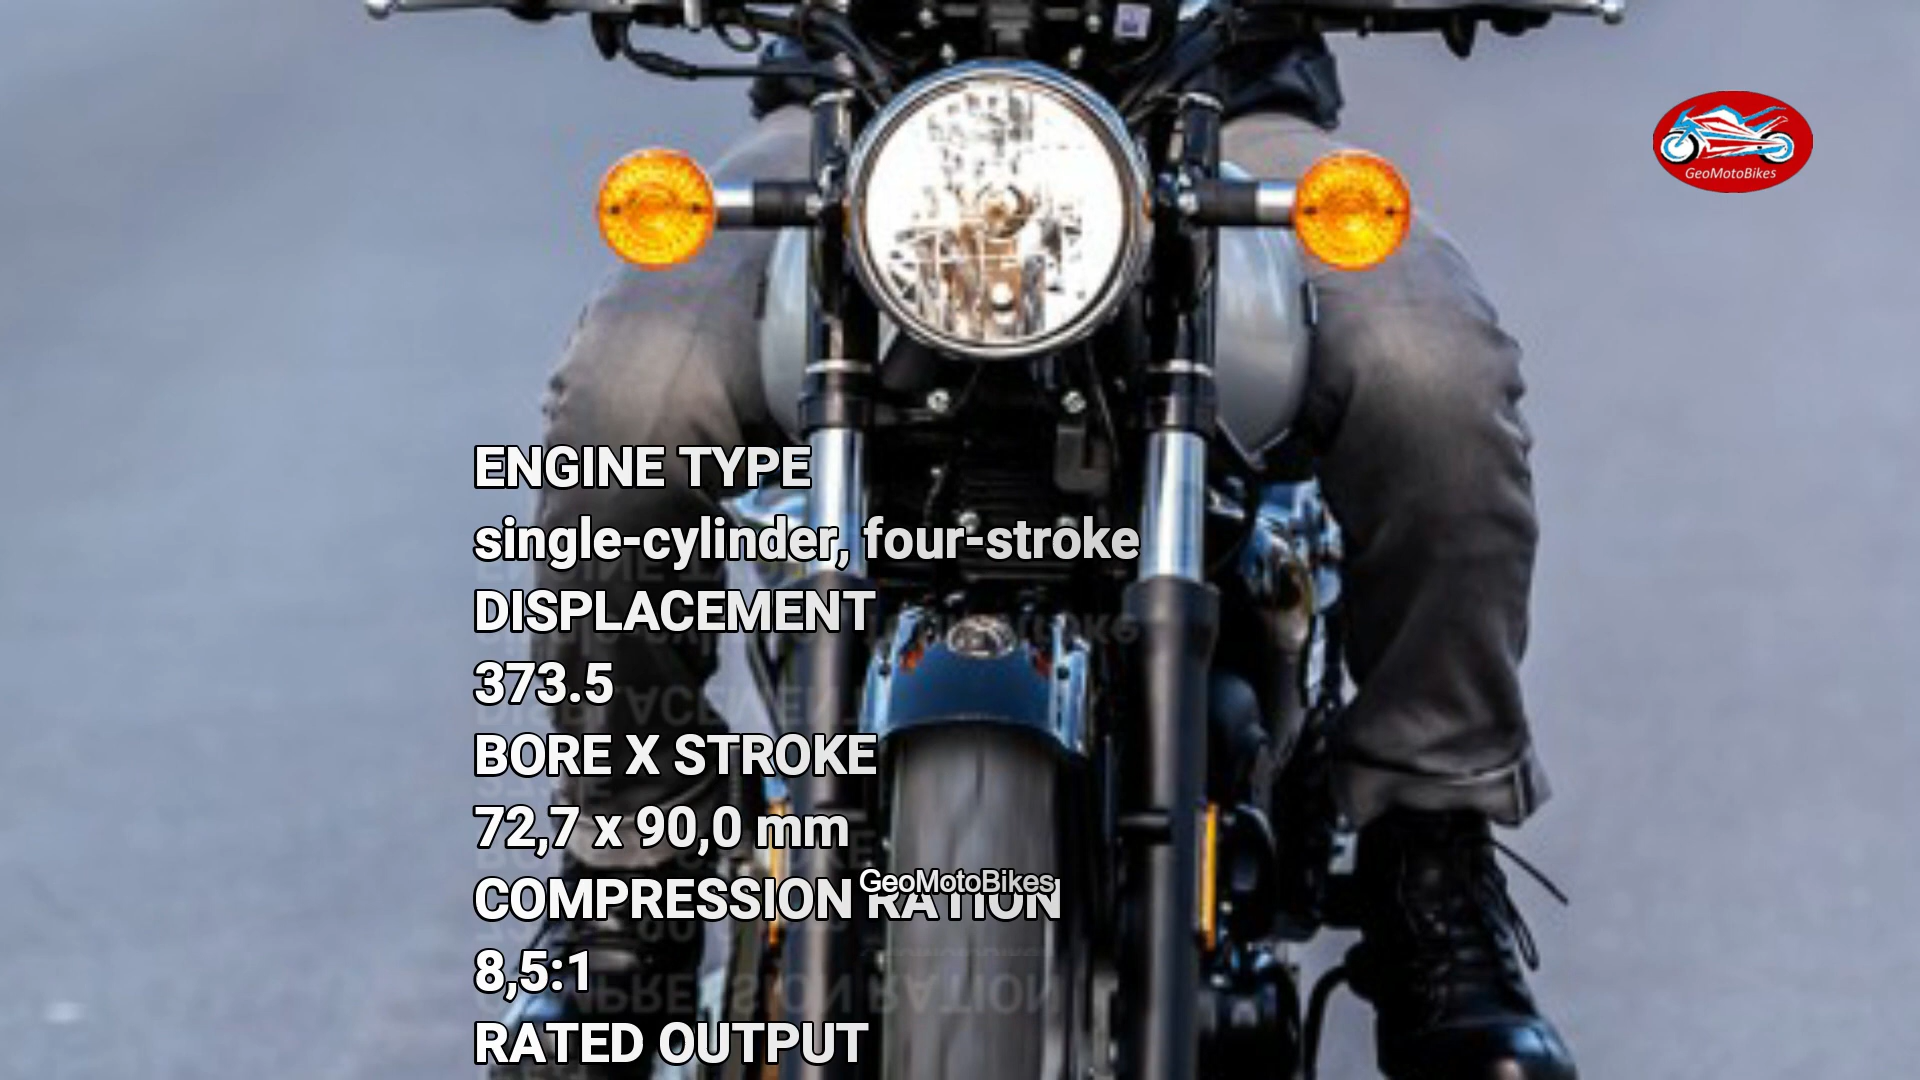 GeoMotoBikes
ENGINE TYPE
single-cylinder, four-stroke
DISPLACEMENT
373.5
BORE X STROKE
72,7 x 90,0 mm
GeoMotoBikes
COMPRESSION RATION
8,5:1
RATED OUTPUT